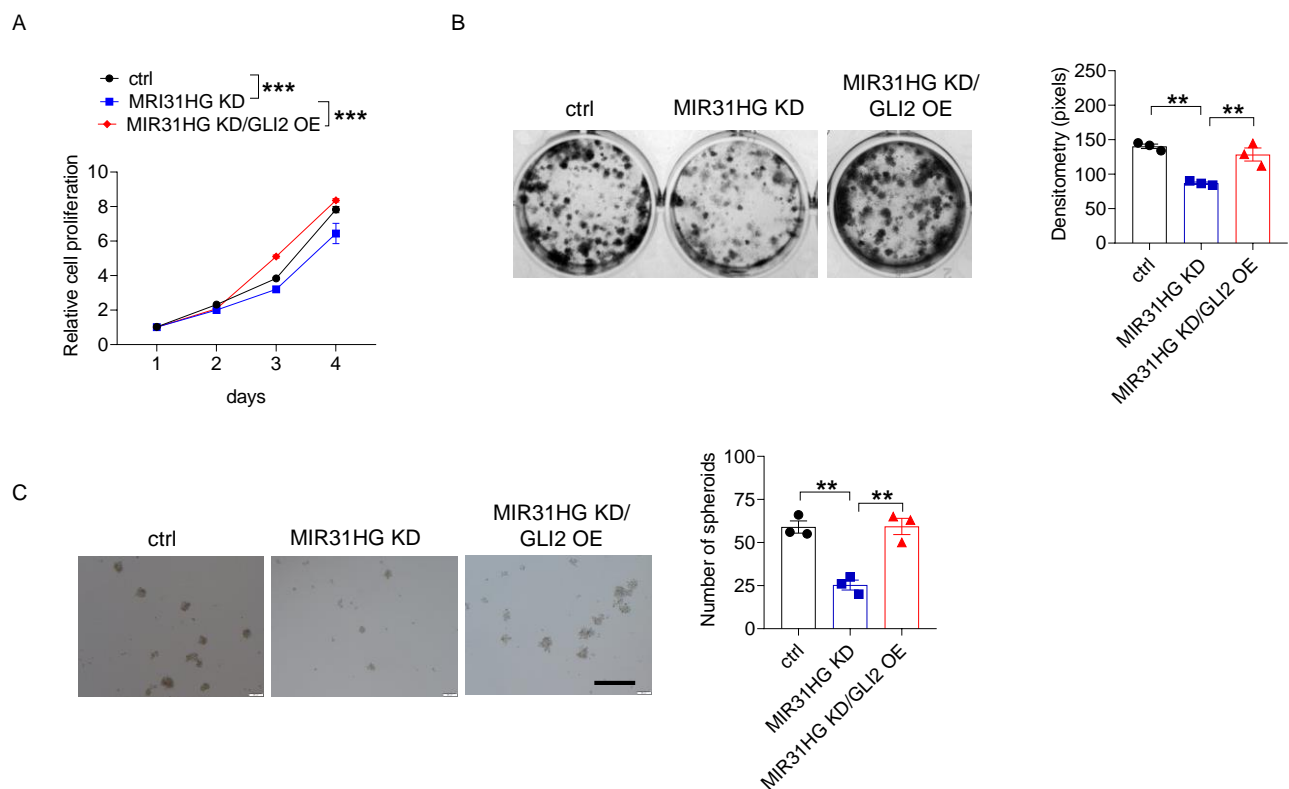 A
ctrl
MRI31HG KD
MIR31HG KD/GLI2 OE
***
***
Relative cell proliferation
10
8
6
4
2
0
1 2 3 4
days
B
ctrl
MIR31HG KD
MIR31HG KD/
GLI2 OE
Densitometry (pixels)
250
200
150
100
50
0
** **
ctrl
MIR31HG KD
MIR31HG KD/GLI2 OE
C
ctrl
MIR31HG KD
MIR31HG KD/
GLI2 OE
Number of spheroids
100
75
50
25
0
** **
ctrl
MIR31HG KD
MIR31HG KD/GLI2 OE